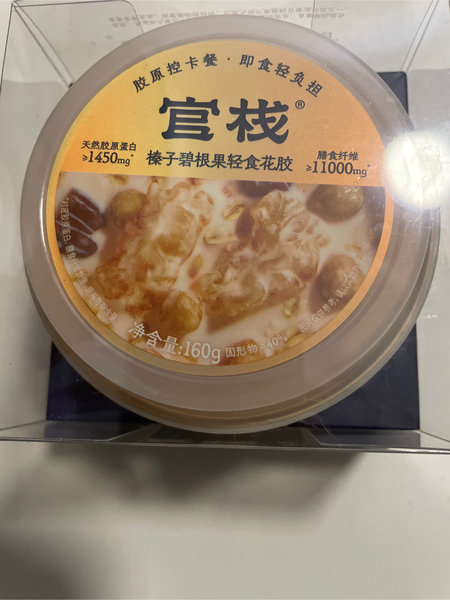 胶原控卡餐·即食轻负担
官栈®
天然胶原蛋白
≥1450mg*
膳食纤维
≥11000mg*
榛子碧根果轻食花胶
净含量:160g
固形物≥40%